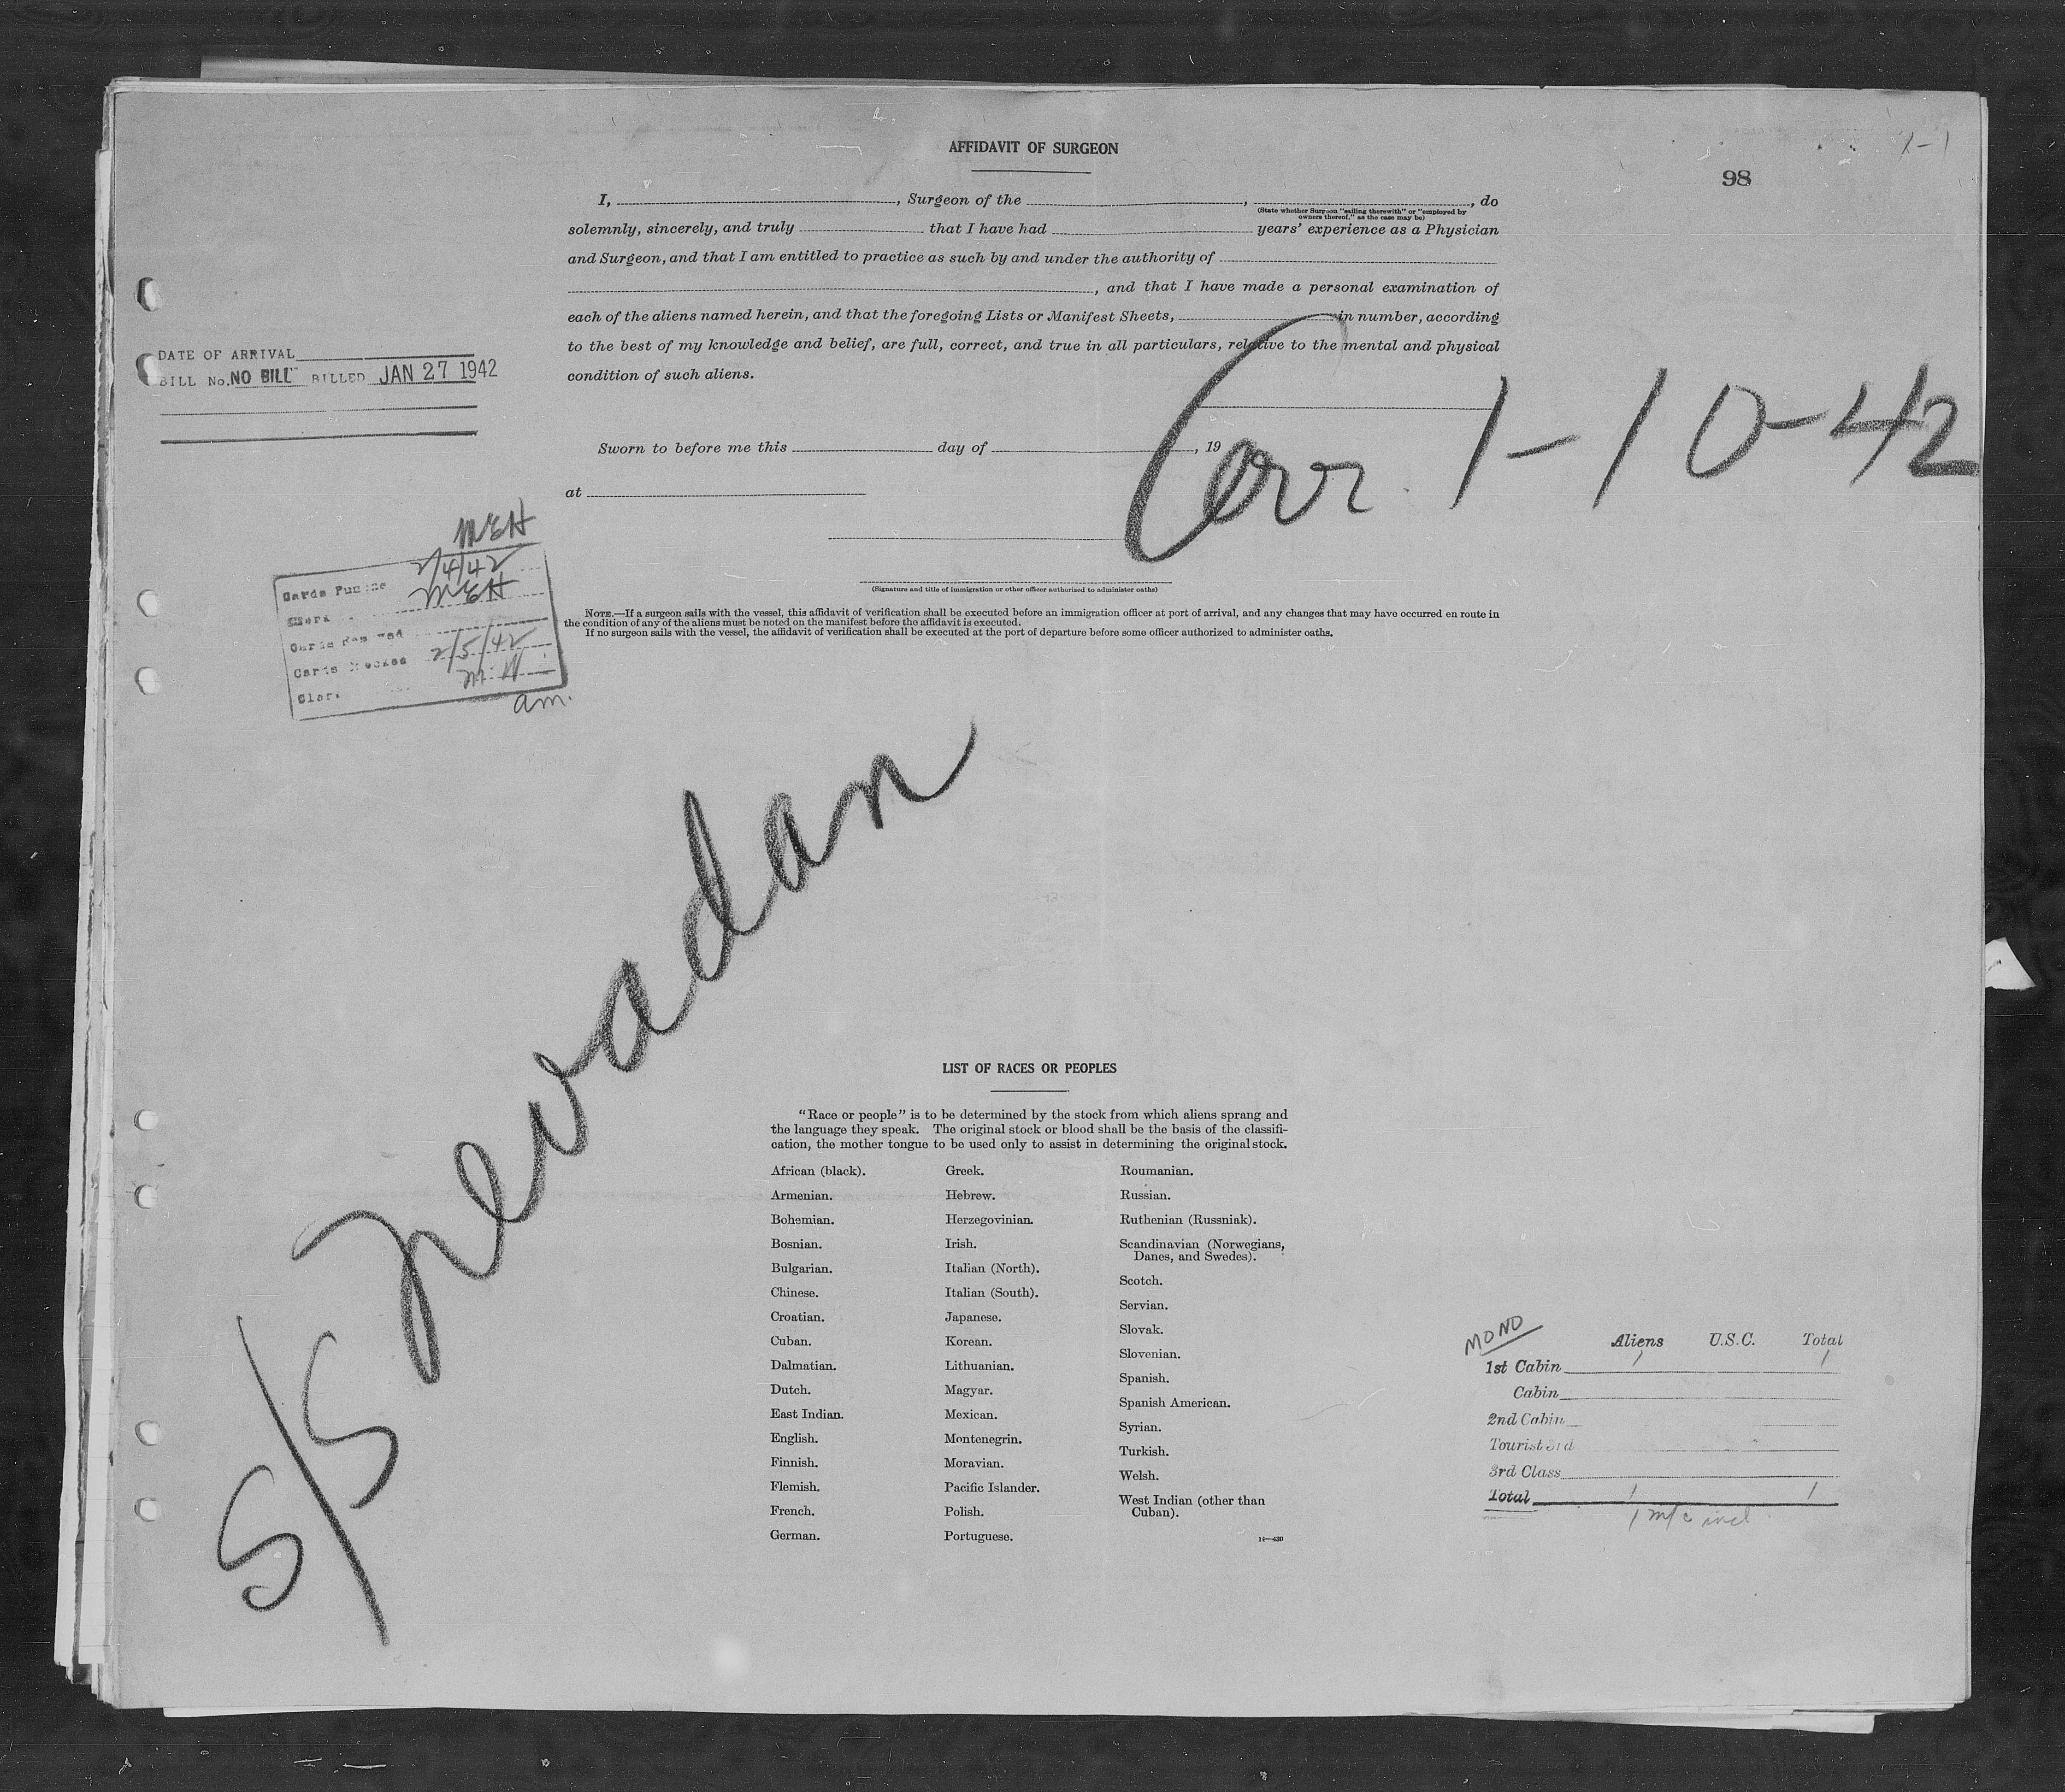 AFFIDAVIT OF SURGEON
1-1
98
I, , Surgeon of the , , do
(State whether Surgeon "sailing therewith" or "employed by
owners thereof," as the case may be)
solemnly, sincerely, and truly that I have had years' experience as a Physician
and Surgeon, and that I am entitled to practice as such by and under the authority of
, and that I have made a personal examination of
each of the aliens named herein, and that the foregoing Lists or Manifest Sheets, in number, according
to the best of my knowledge and belief, are full, correct, and true in all particulars, relative to the mental and physical
condition of such aliens.
DATE OF ARRIVAL
BILL No. NO BILL BILLED JAN 27 1942
Sworn to before me this day of , 19
at
arr. 1-10-42
(Signature and title of immigration or other officer authorized to administer oaths)
NOTE.—If a surgeon sails with the vessel, this affidavit of verification shall be executed before an immigration officer at port of arrival, and any changes that may have occurred en route in
the condition of any of the aliens must be noted on the manifest before the affidavit is executed.
If no surgeon sails with the vessel, the affidavit of verification shall be executed at the port of departure before some officer authorized to administer oaths.
MEH
Cards 2/4/42
MEH
Cards
Cards 2/5/42
am.
S/S Nevadan
LIST OF RACES OR PEOPLES
"Race or people" is to be determined by the stock from which aliens sprang and
the language they speak. The original stock or blood shall be the basis of the classifi-
cation, the mother tongue to be used only to assist in determining the original stock.
African (black).
Armenian.
Bohemian.
Bosnian.
Bulgarian.
Chinese.
Croatian.
Cuban.
Dalmatian.
Dutch.
East Indian.
English.
Finnish.
Flemish.
French.
German.
Greek.
Hebrew.
Herzegovinian.
Irish.
Italian (North).
Italian (South).
Japanese.
Korean.
Lithuanian.
Magyar.
Mexican.
Montenegrin.
Moravian.
Pacific Islander.
Polish.
Portuguese.
Roumanian.
Russian.
Ruthenian (Russniak).
Scandinavian (Norwegians,
Danes, and Swedes).
Scotch.
Servian.
Slovak.
Slovenian.
Spanish.
Spanish American.
Syrian.
Turkish.
Welsh.
West Indian (other than
Cuban).
14—430
MONO
Aliens U.S.C. Total
1st Cabin 1 1
Cabin
2nd Cabin
Tourist 3rd
3rd Class
Total 1 1
1 m/c incl